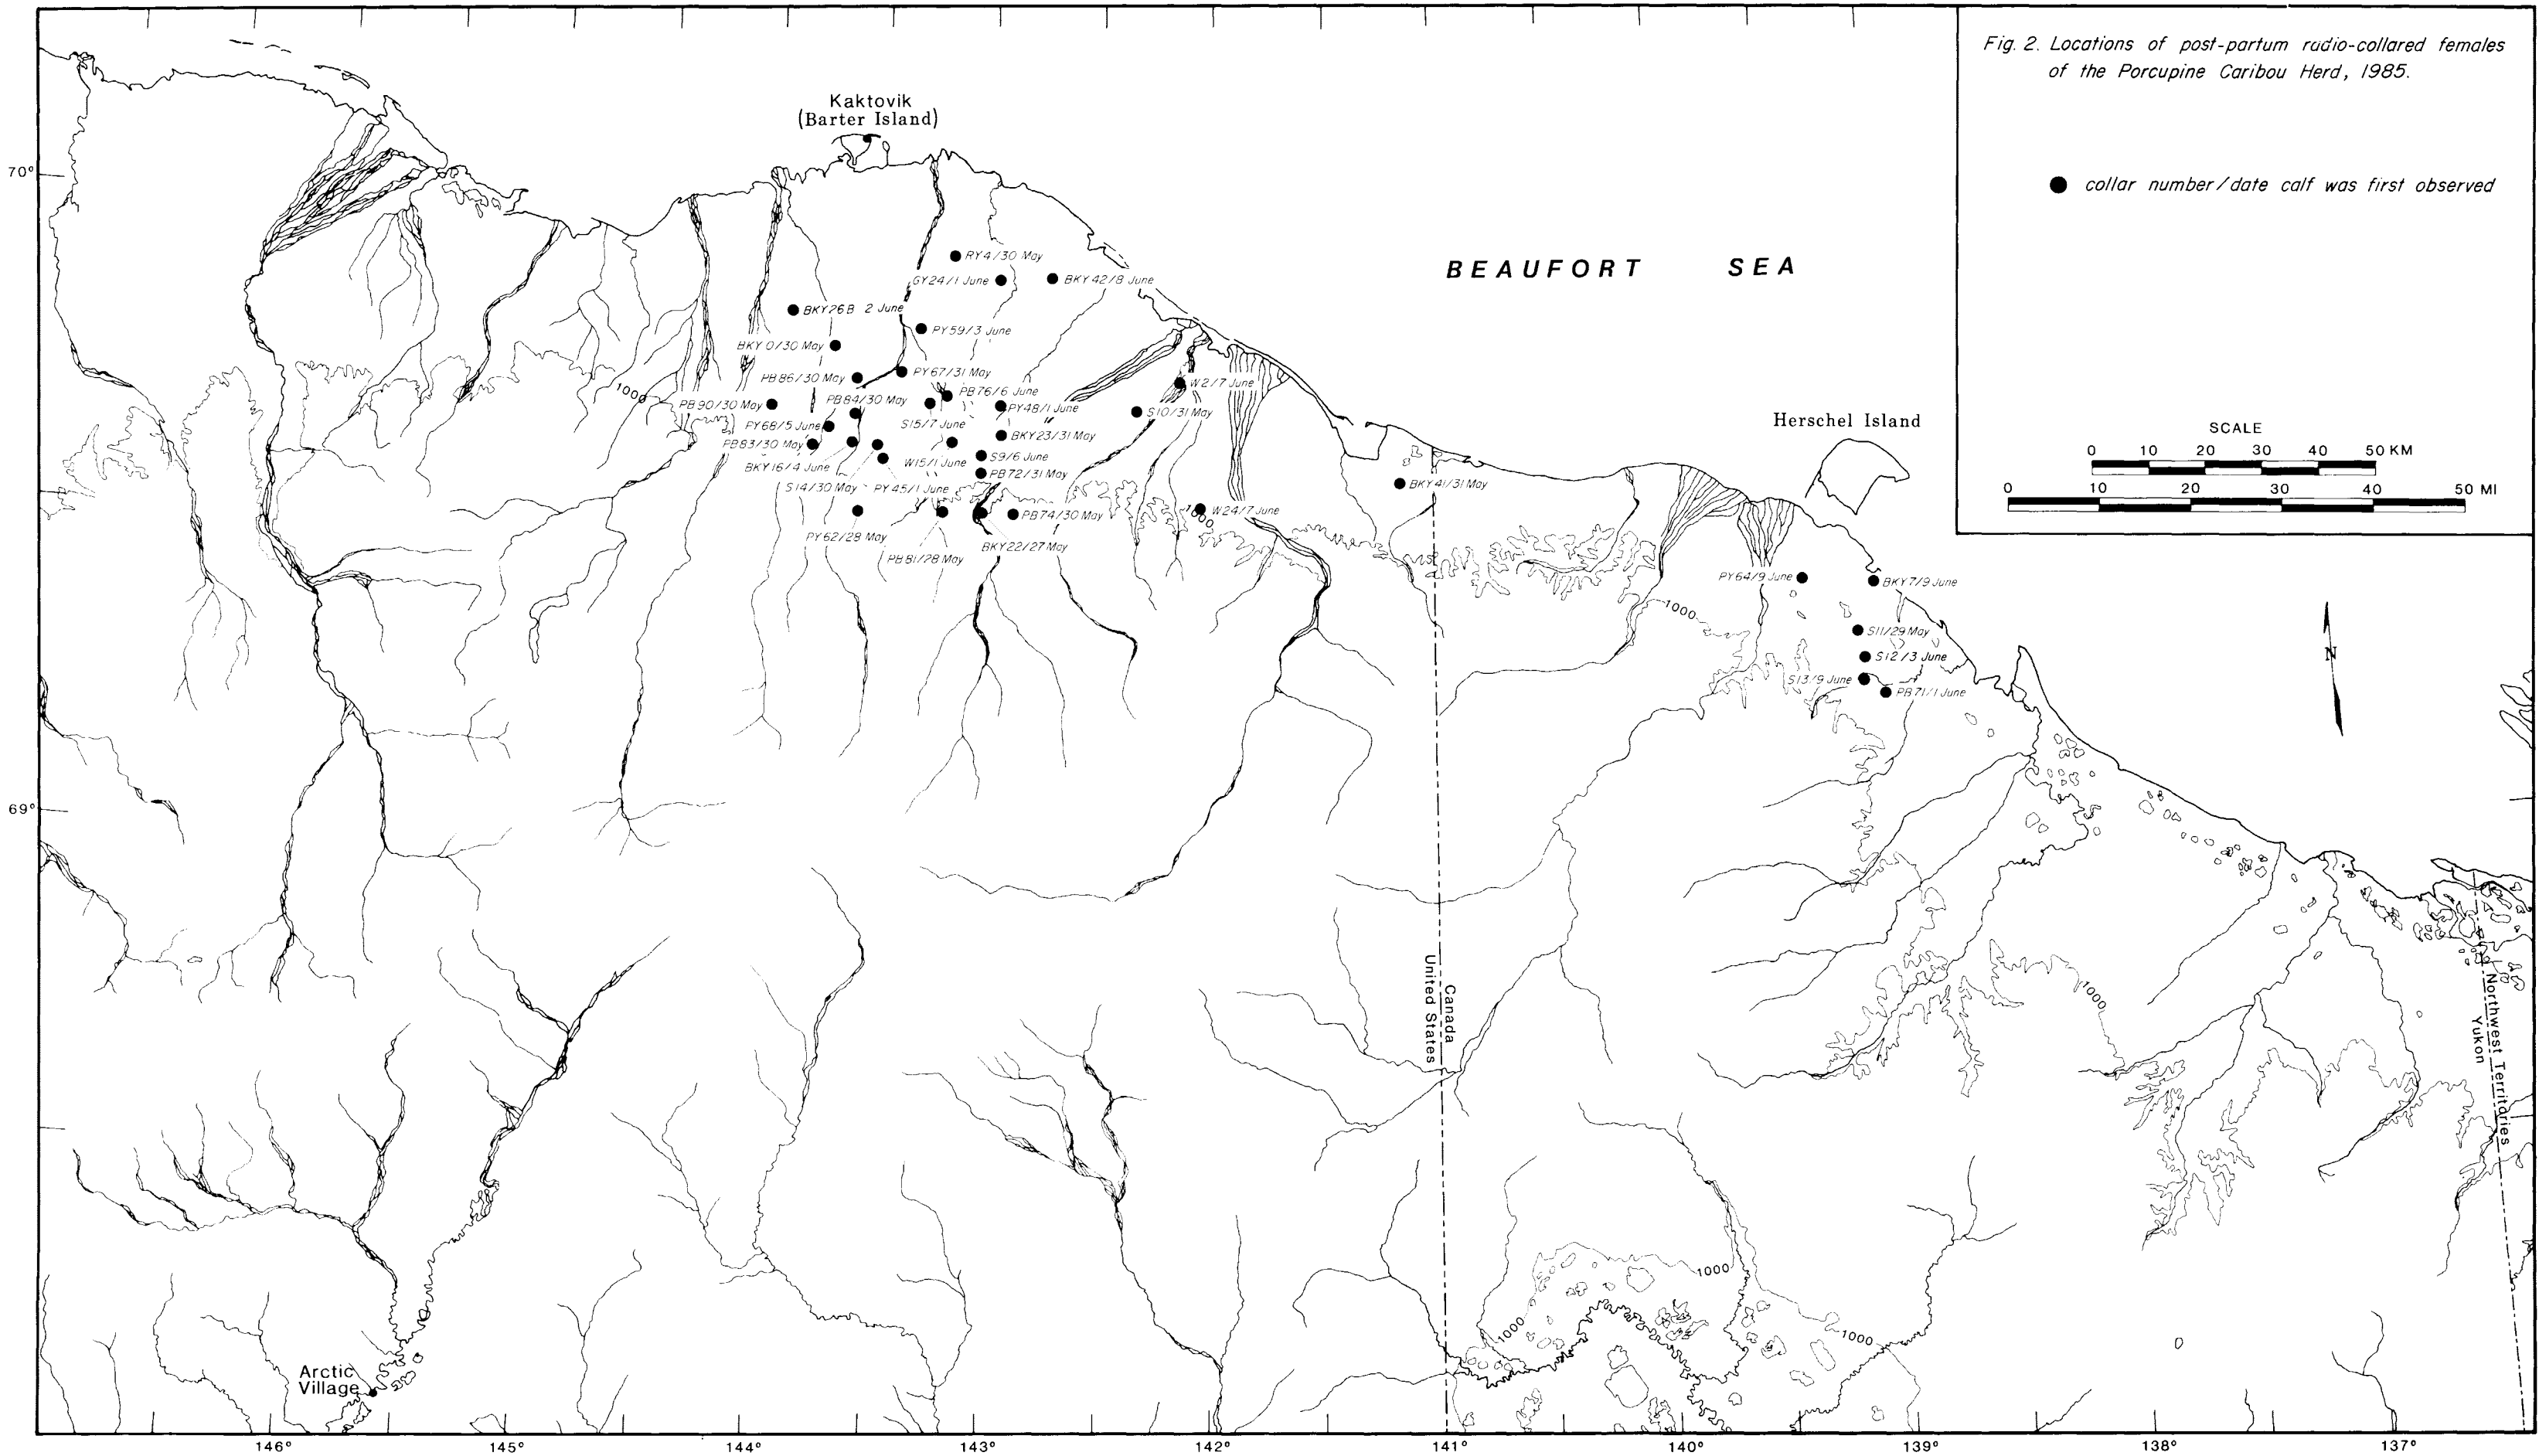 Fig. 2. Locations of post-partum radio-collared females
of the Porcupine Caribou Herd, 1985.
collar number/date calf was first observed
Kaktovik
(Barter Island)
70°
BEAUFORT SEA
RY4/30 May
GY24/1 June
BKY42/8 June
BKY26B 2 June
PY59/3 June
BKY 0/30 May
PB86/30 May
PY67/31 May
W2/7 June
1000
PB90/30 May
PB84/30 May
PB76/6 June
PY48/1 June
S10/31 May
Herschel Island
PY68/5 June
S15/7 June
SCALE
PB83/30 May
BKY23/31 May
0 10 20 30 40 50 KM
BKY16/4 June
W15/1 June
S9/6 June
PB72/31 May
S14/30 May
PY45/1 June
BKY41/31 May
0 10 20 30 40 50 MI
PB74/30 May
1000
W24/7 June
PY62/28 May
PB81/28 May
BKY22/27 May
PY64/9 June
BKY7/9 June
1000
S11/29 May
N
S12/3 June
S13/9 June
PB71/1 June
69°
United States
Canada
1000
Northwest Territories
Yukon
1000
1000
1000
Arctic
Village
146° 145° 144° 143° 142° 141° 140° 139° 138° 137°